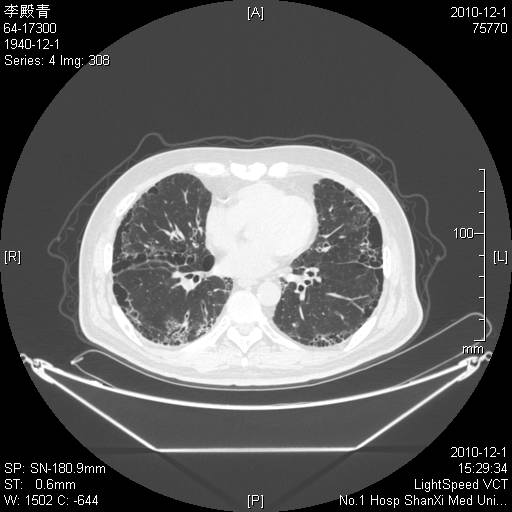 李殿青
64-17300
1940-12-1
Series: 4 Img: 308
[A]
2010-12-1
75770
[R]
100
[L]
mm
SP: SN-180.9mm
ST: 0.6mm
W: 1502 C: -644
[P]
2010-12-1
15:29:34
LightSpeed VCT
No.1 Hosp ShanXi Med Uni...